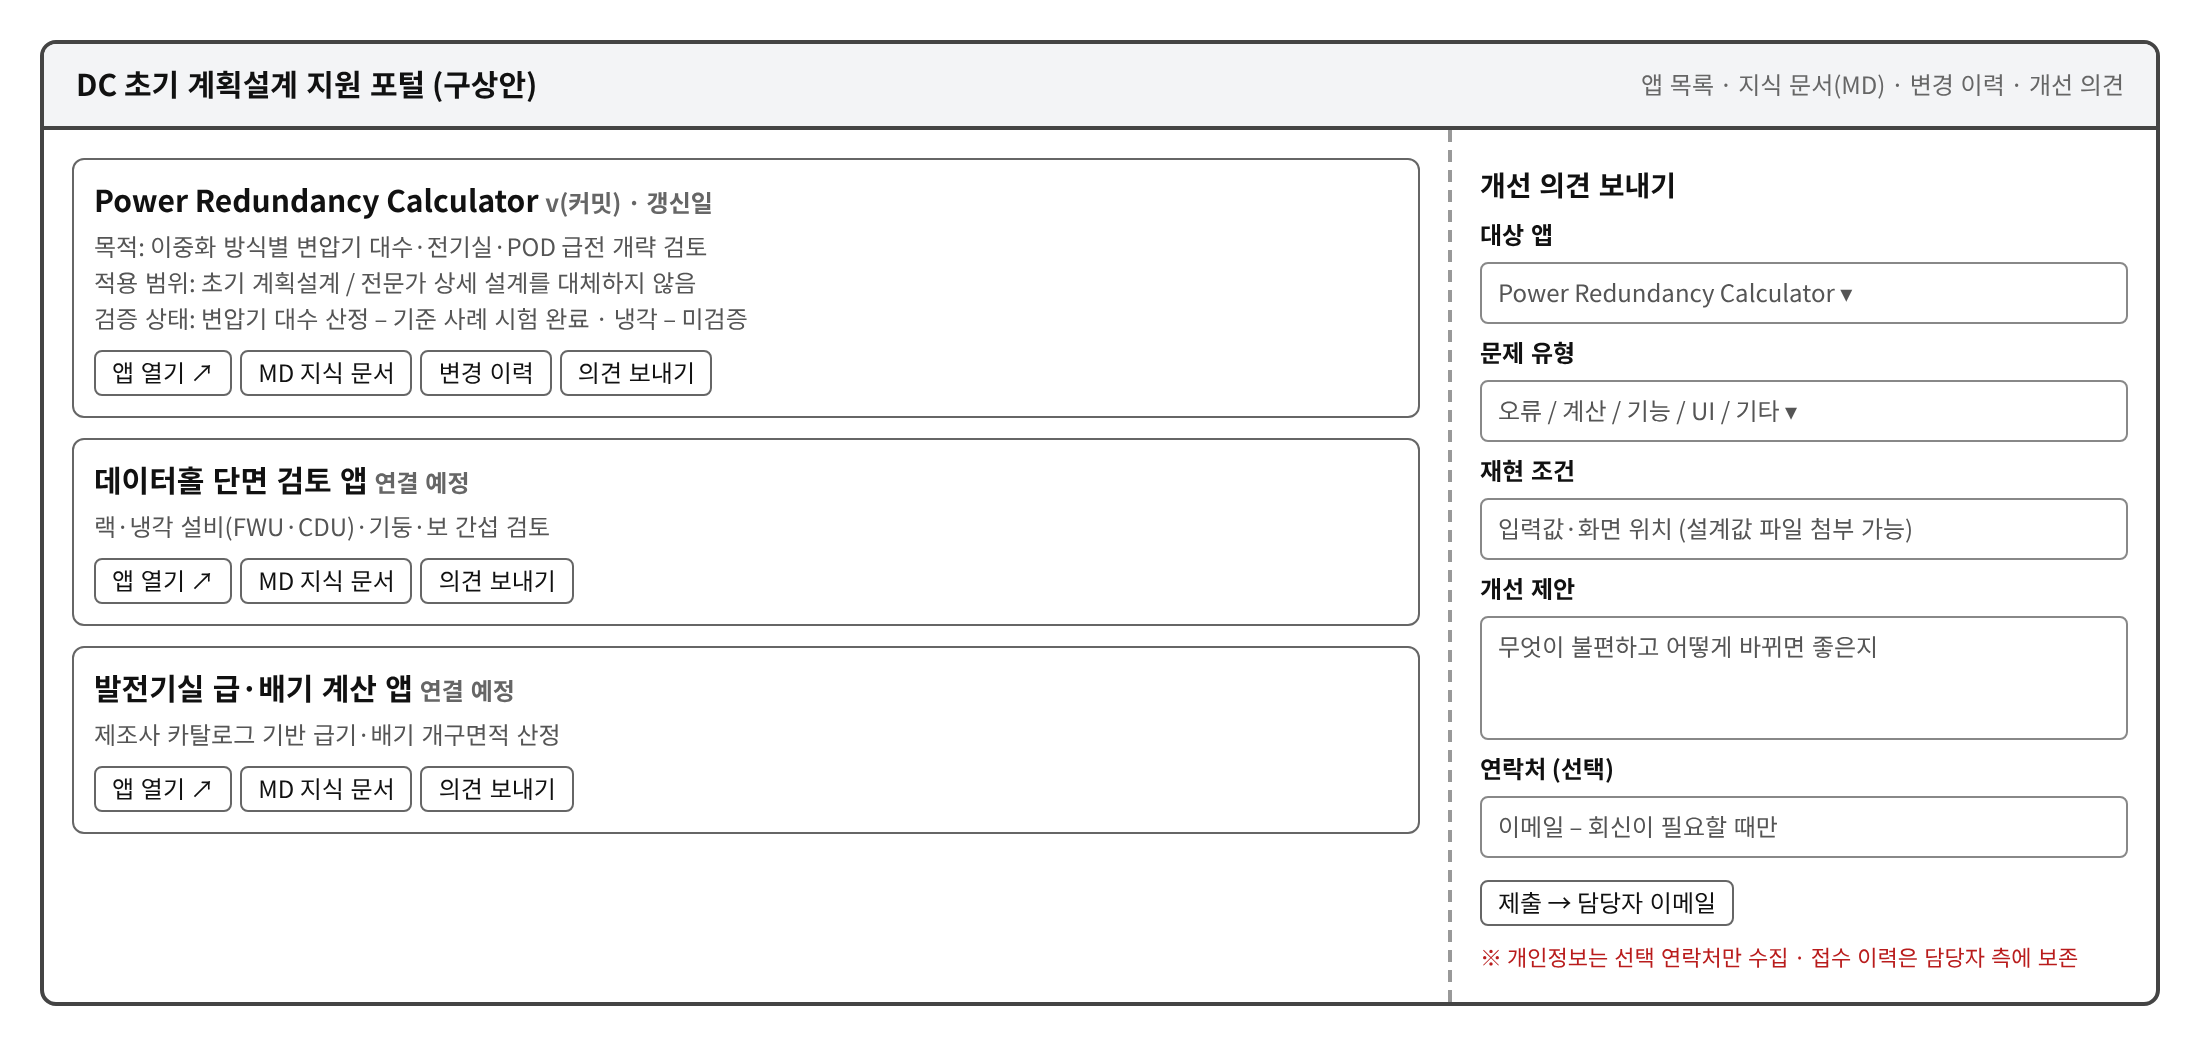 DC 초기 계획설계 지원 포털 (구상안)
앱 목록 · 지식 문서(MD) · 변경 이력 · 개선 의견
Power Redundancy Calculator v(커밋) · 갱신일
목적: 이중화 방식별 변압기 대수·전기실·POD 급전 개략 검토
적용 범위: 초기 계획설계 / 전문가 상세 설계를 대체하지 않음
검증 상태: 변압기 대수 산정 – 기준 사례 시험 완료 · 냉각 – 미검증
앱 열기 ↗
MD 지식 문서
변경 이력
의견 보내기
데이터홀 단면 검토 앱 연결 예정
랙·냉각 설비(FWU·CDU)·기둥·보 간섭 검토
앱 열기 ↗
MD 지식 문서
의견 보내기
발전기실 급·배기 계산 앱 연결 예정
제조사 카탈로그 기반 급기·배기 개구면적 산정
앱 열기 ↗
MD 지식 문서
의견 보내기
개선 의견 보내기
대상 앱
Power Redundancy Calculator ▾
문제 유형
오류 / 계산 / 기능 / UI / 기타 ▾
재현 조건
입력값·화면 위치 (설계값 파일 첨부 가능)
개선 제안
무엇이 불편하고 어떻게 바뀌면 좋은지
연락처 (선택)
이메일 – 회신이 필요할 때만
제출 → 담당자 이메일
※ 개인정보는 선택 연락처만 수집 · 접수 이력은 담당자 측에 보존